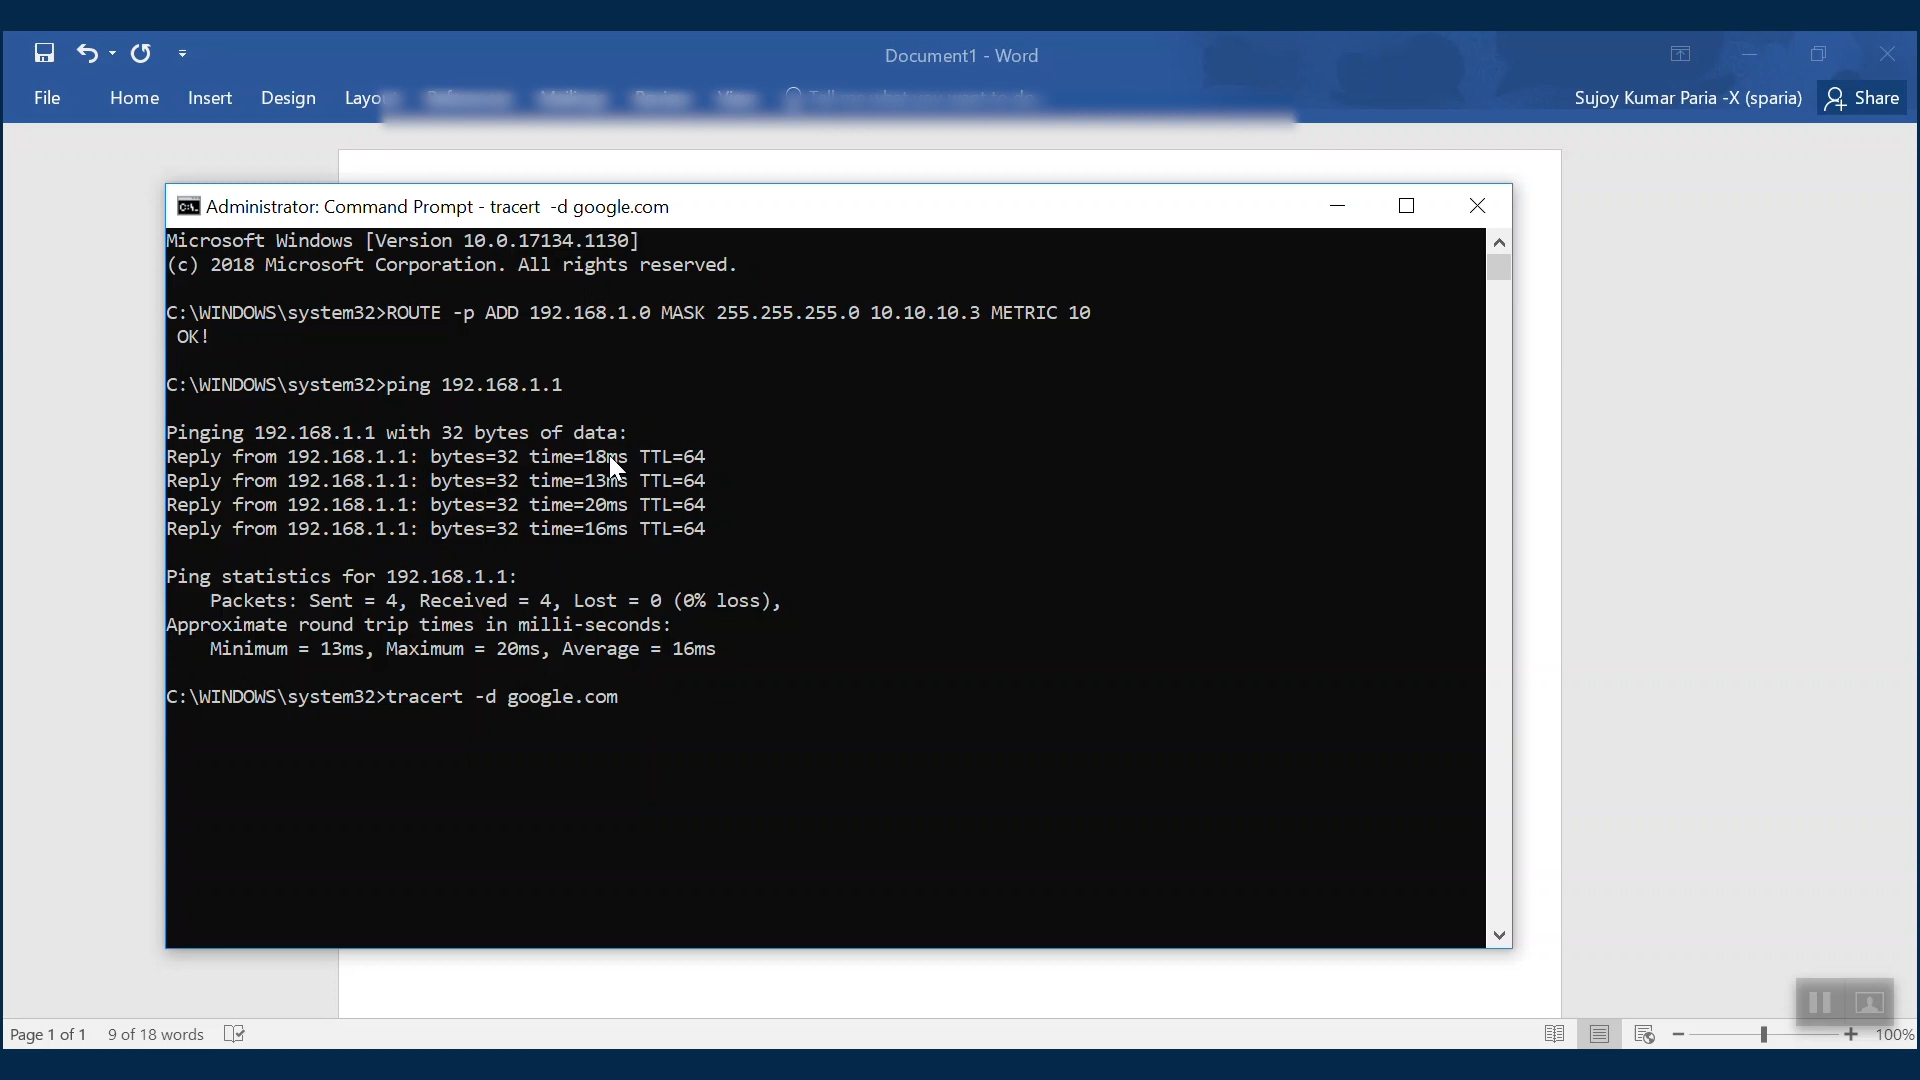 Document1 - Word
File Home Insert Design Layou
Sujoy Kumar Paria -X (sparia) Share
Administrator: Command Prompt - tracert -d google.com
Microsoft Windows [Version 10.0.17134.1130]
(c) 2018 Microsoft Corporation. All rights reserved.
C:\WINDOWS\system32>ROUTE -p ADD 192.168.1.0 MASK 255.255.255.0 10.10.10.3 METRIC 10
OK!
C:\WINDOWS\system32>ping 192.168.1.1
Pinging 192.168.1.1 with 32 bytes of data:
Reply from 192.168.1.1: bytes=32 time=18ms TTL=64
Reply from 192.168.1.1: bytes=32 time=13ms TTL=64
Reply from 192.168.1.1: bytes=32 time=20ms TTL=64
Reply from 192.168.1.1: bytes=32 time=16ms TTL=64
Ping statistics for 192.168.1.1:
Packets: Sent = 4, Received = 4, Lost = 0 (0% loss),
Approximate round trip times in milli-seconds:
Minimum = 13ms, Maximum = 20ms, Average = 16ms
C:\WINDOWS\system32>tracert -d google.com
Page 1 of 1 9 of 18 words
100%